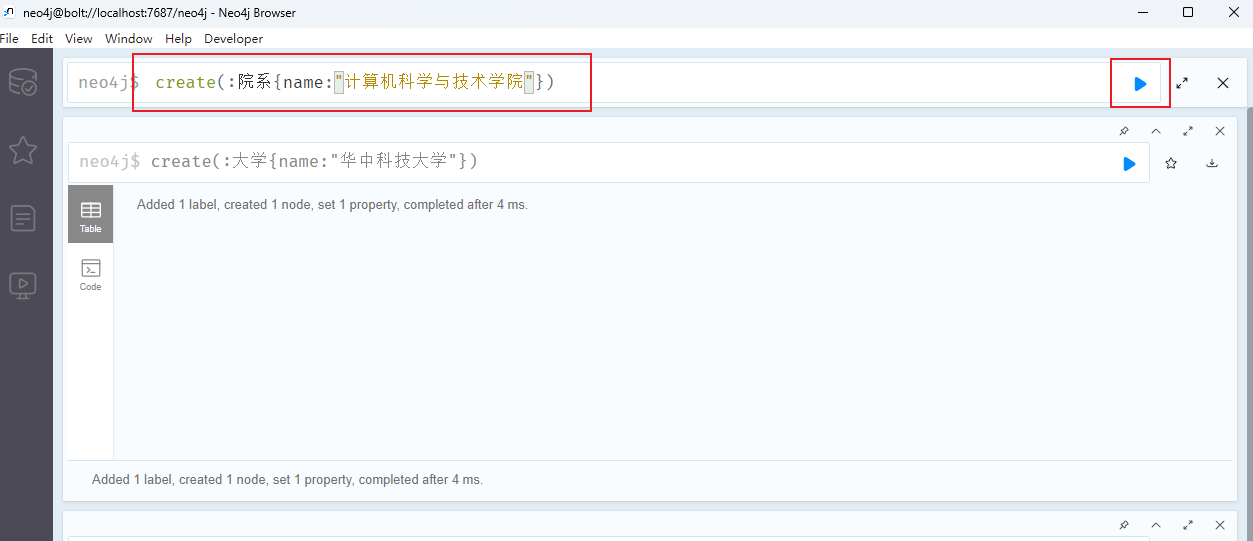 neo4j@bolt://localhost:7687/neo4j - Neo4j Browser
File Edit View Window Help Developer
neo4j$ create(:院系{name:"计算机科学与技术学院"})
neo4j$ create(:大学{name:"华中科技大学"})
Added 1 label, created 1 node, set 1 property, completed after 4 ms.
Table
Code
Added 1 label, created 1 node, set 1 property, completed after 4 ms.